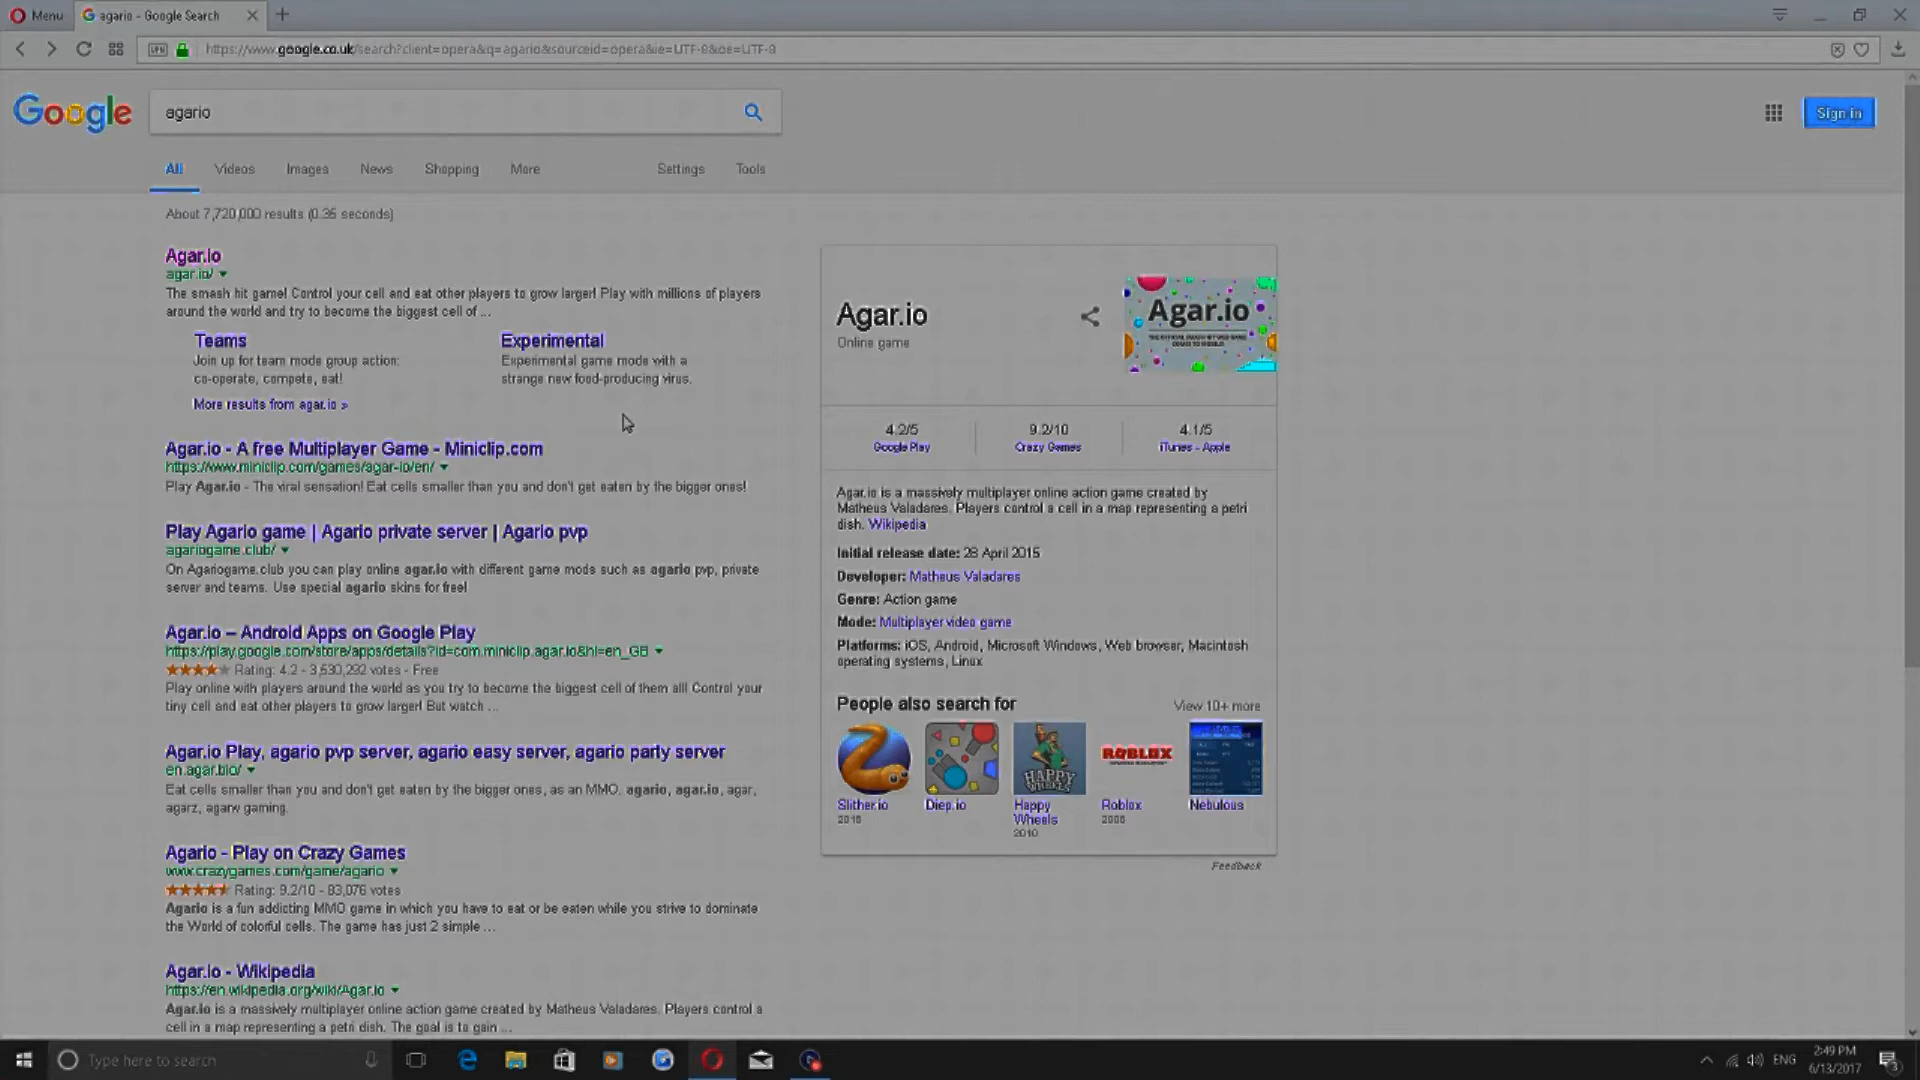 Menu
agario - Google Search
VPN
https://www.google.co.uk/search?client=opera&q=agario&sourceid=opera&ie=UTF-8&oe=UTF-8
Google
agario
Sign in
All Videos Images News Shopping More Settings Tools
About 7,720,000 results (0.35 seconds)
Agar.io
agar.io/
The smash hit game! Control your cell and eat other players to grow larger! Play with millions of players
around the world and try to become the biggest cell of ...
Teams
Join up for team mode group action:
co-operate, compete, eat!
Experimental
Experimental game mode with a
strange new food-producing virus.
More results from agar.io »
Agar.io - A free Multiplayer Game - Miniclip.com
https://www.miniclip.com/games/agar-io/en/
Play Agar.io - The viral sensation! Eat cells smaller than you and don't get eaten by the bigger ones!
Play Agario game | Agario private server | Agario pvp
agariogame.club/
On Agariogame.club you can play online agar.io with different game mods such as agario pvp, private
server and teams. Use special agario skins for free!
Agar.io – Android Apps on Google Play
https://play.google.com/store/apps/details?id=com.miniclip.agar.io&hl=en_GB
Rating: 4.2 - 3,530,292 votes - Free
Play online with players around the world as you try to become the biggest cell of them all! Control your
tiny cell and eat other players to grow larger! But watch ...
Agar.io Play, agario pvp server, agario easy server, agario party server
en.agar.bio/
Eat cells smaller than you and don't get eaten by the bigger ones, as an MMO. agario, agar.io, agar,
agarz, agarw gaming.
Agario - Play on Crazy Games
www.crazygames.com/game/agario
Rating: 9.2/10 - 83,076 votes
Agario is a fun addicting MMO game in which you have to eat or be eaten while you strive to dominate
the World of colorful cells. The game has just 2 simple ...
Agar.io - Wikipedia
https://en.wikipedia.org/wiki/Agar.io
Agar.io is a massively multiplayer online action game created by Matheus Valadares. Players control a
cell in a map representing a petri dish. The goal is to gain ...
Agar.io
Online game
Agar.io
4.2/5
Google Play
9.2/10
Crazy Games
4.1/5
iTunes - Apple
Agar.io is a massively multiplayer online action game created by
Matheus Valadares. Players control a cell in a map representing a petri
dish. Wikipedia
Initial release date: 28 April 2015
Developer: Matheus Valadares
Genre: Action game
Mode: Multiplayer video game
Platforms: iOS, Android, Microsoft Windows, Web browser, Macintosh
operating systems, Linux
People also search for
View 10+ more
HAPPY
WHEELS
ROBLOX
Slither.io
2016
Diep.io
Happy
Wheels
2010
Roblox
2006
Nebulous
Feedback
Type here to search
ENG
2:49 PM
6/13/2017
3